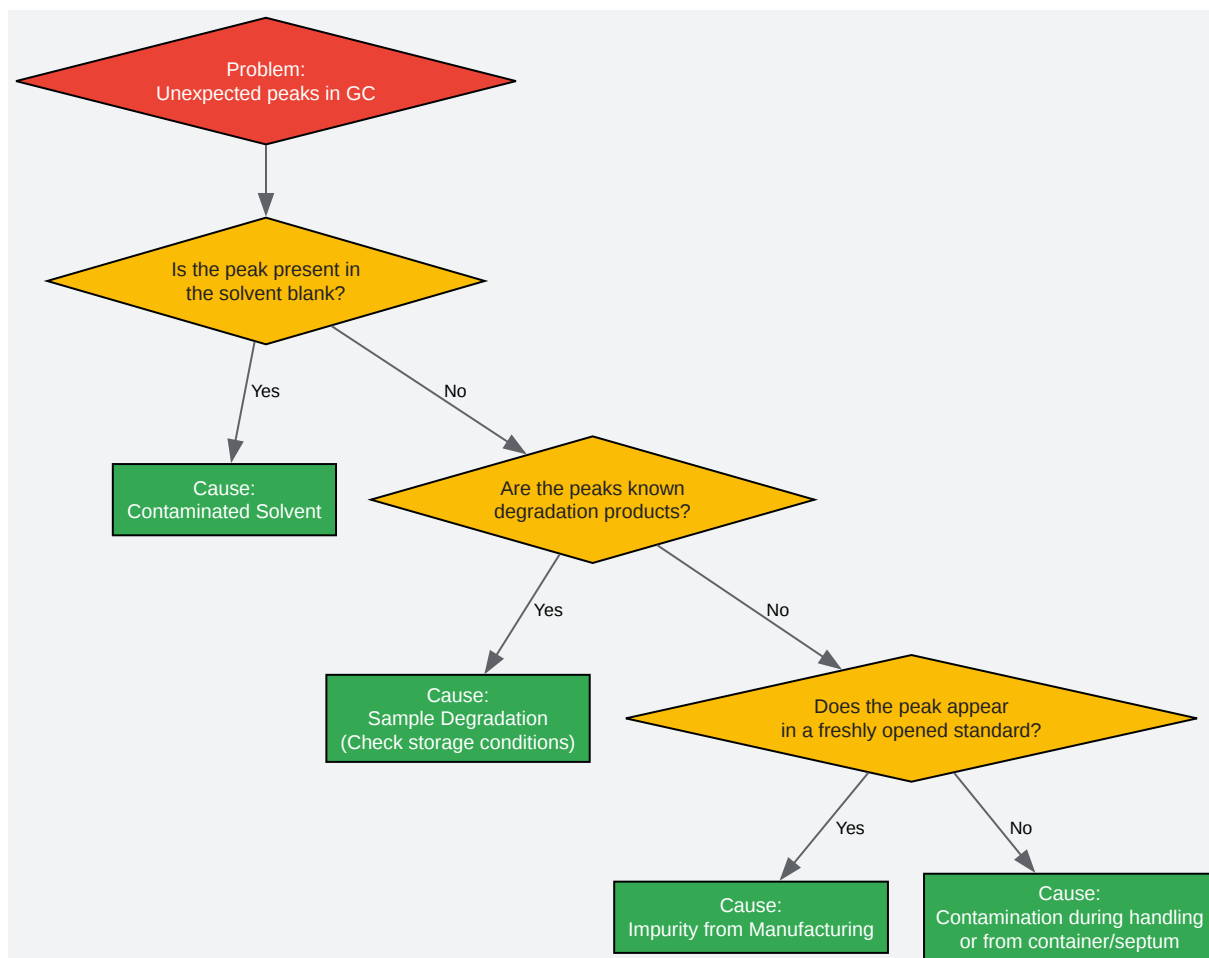 Problem:
Unexpected peaks in GC
Is the peak present in
the solvent blank?
Yes
No
Cause:
Contaminated Solvent
Are the peaks known
degradation products?
Yes
No
Cause:
Sample Degradation
(Check storage conditions)
Does the peak appear
in a freshly opened standard?
Yes
No
Cause:
Impurity from Manufacturing
Cause:
Contamination during handling
or from container/septum